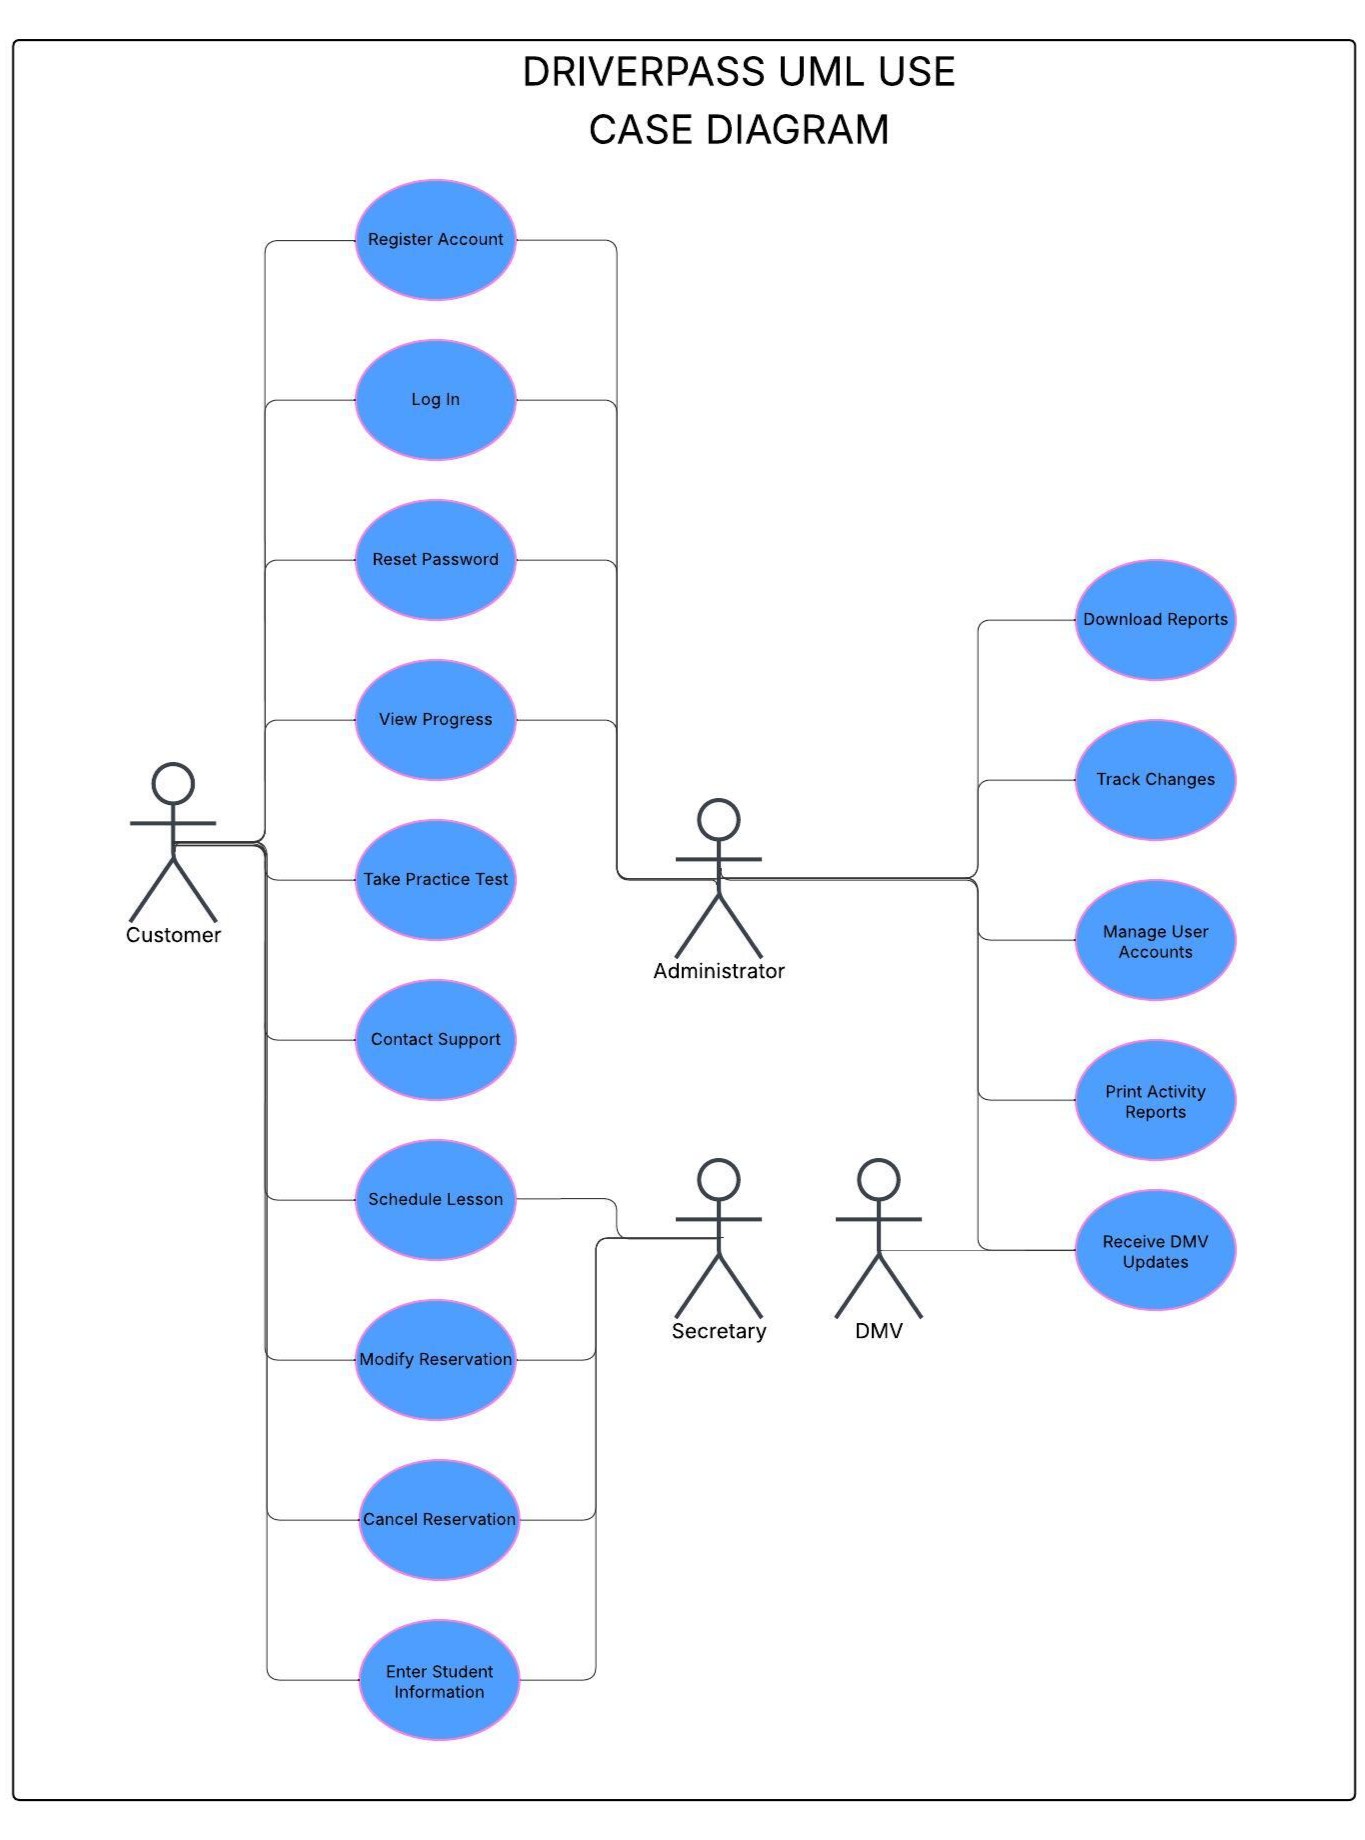 DRIVERPASS UML USE
CASE DIAGRAM
Register Account
Log In
Reset Password
View Progress
Take Practice Test
Contact Support
Schedule Lesson
Modify Reservation
Cancel Reservation
Enter Student
Information
Customer
Administrator
Secretary
DMV
Download Reports
Track Changes
Manage User
Accounts
Print Activity
Reports
Receive DMV
Updates